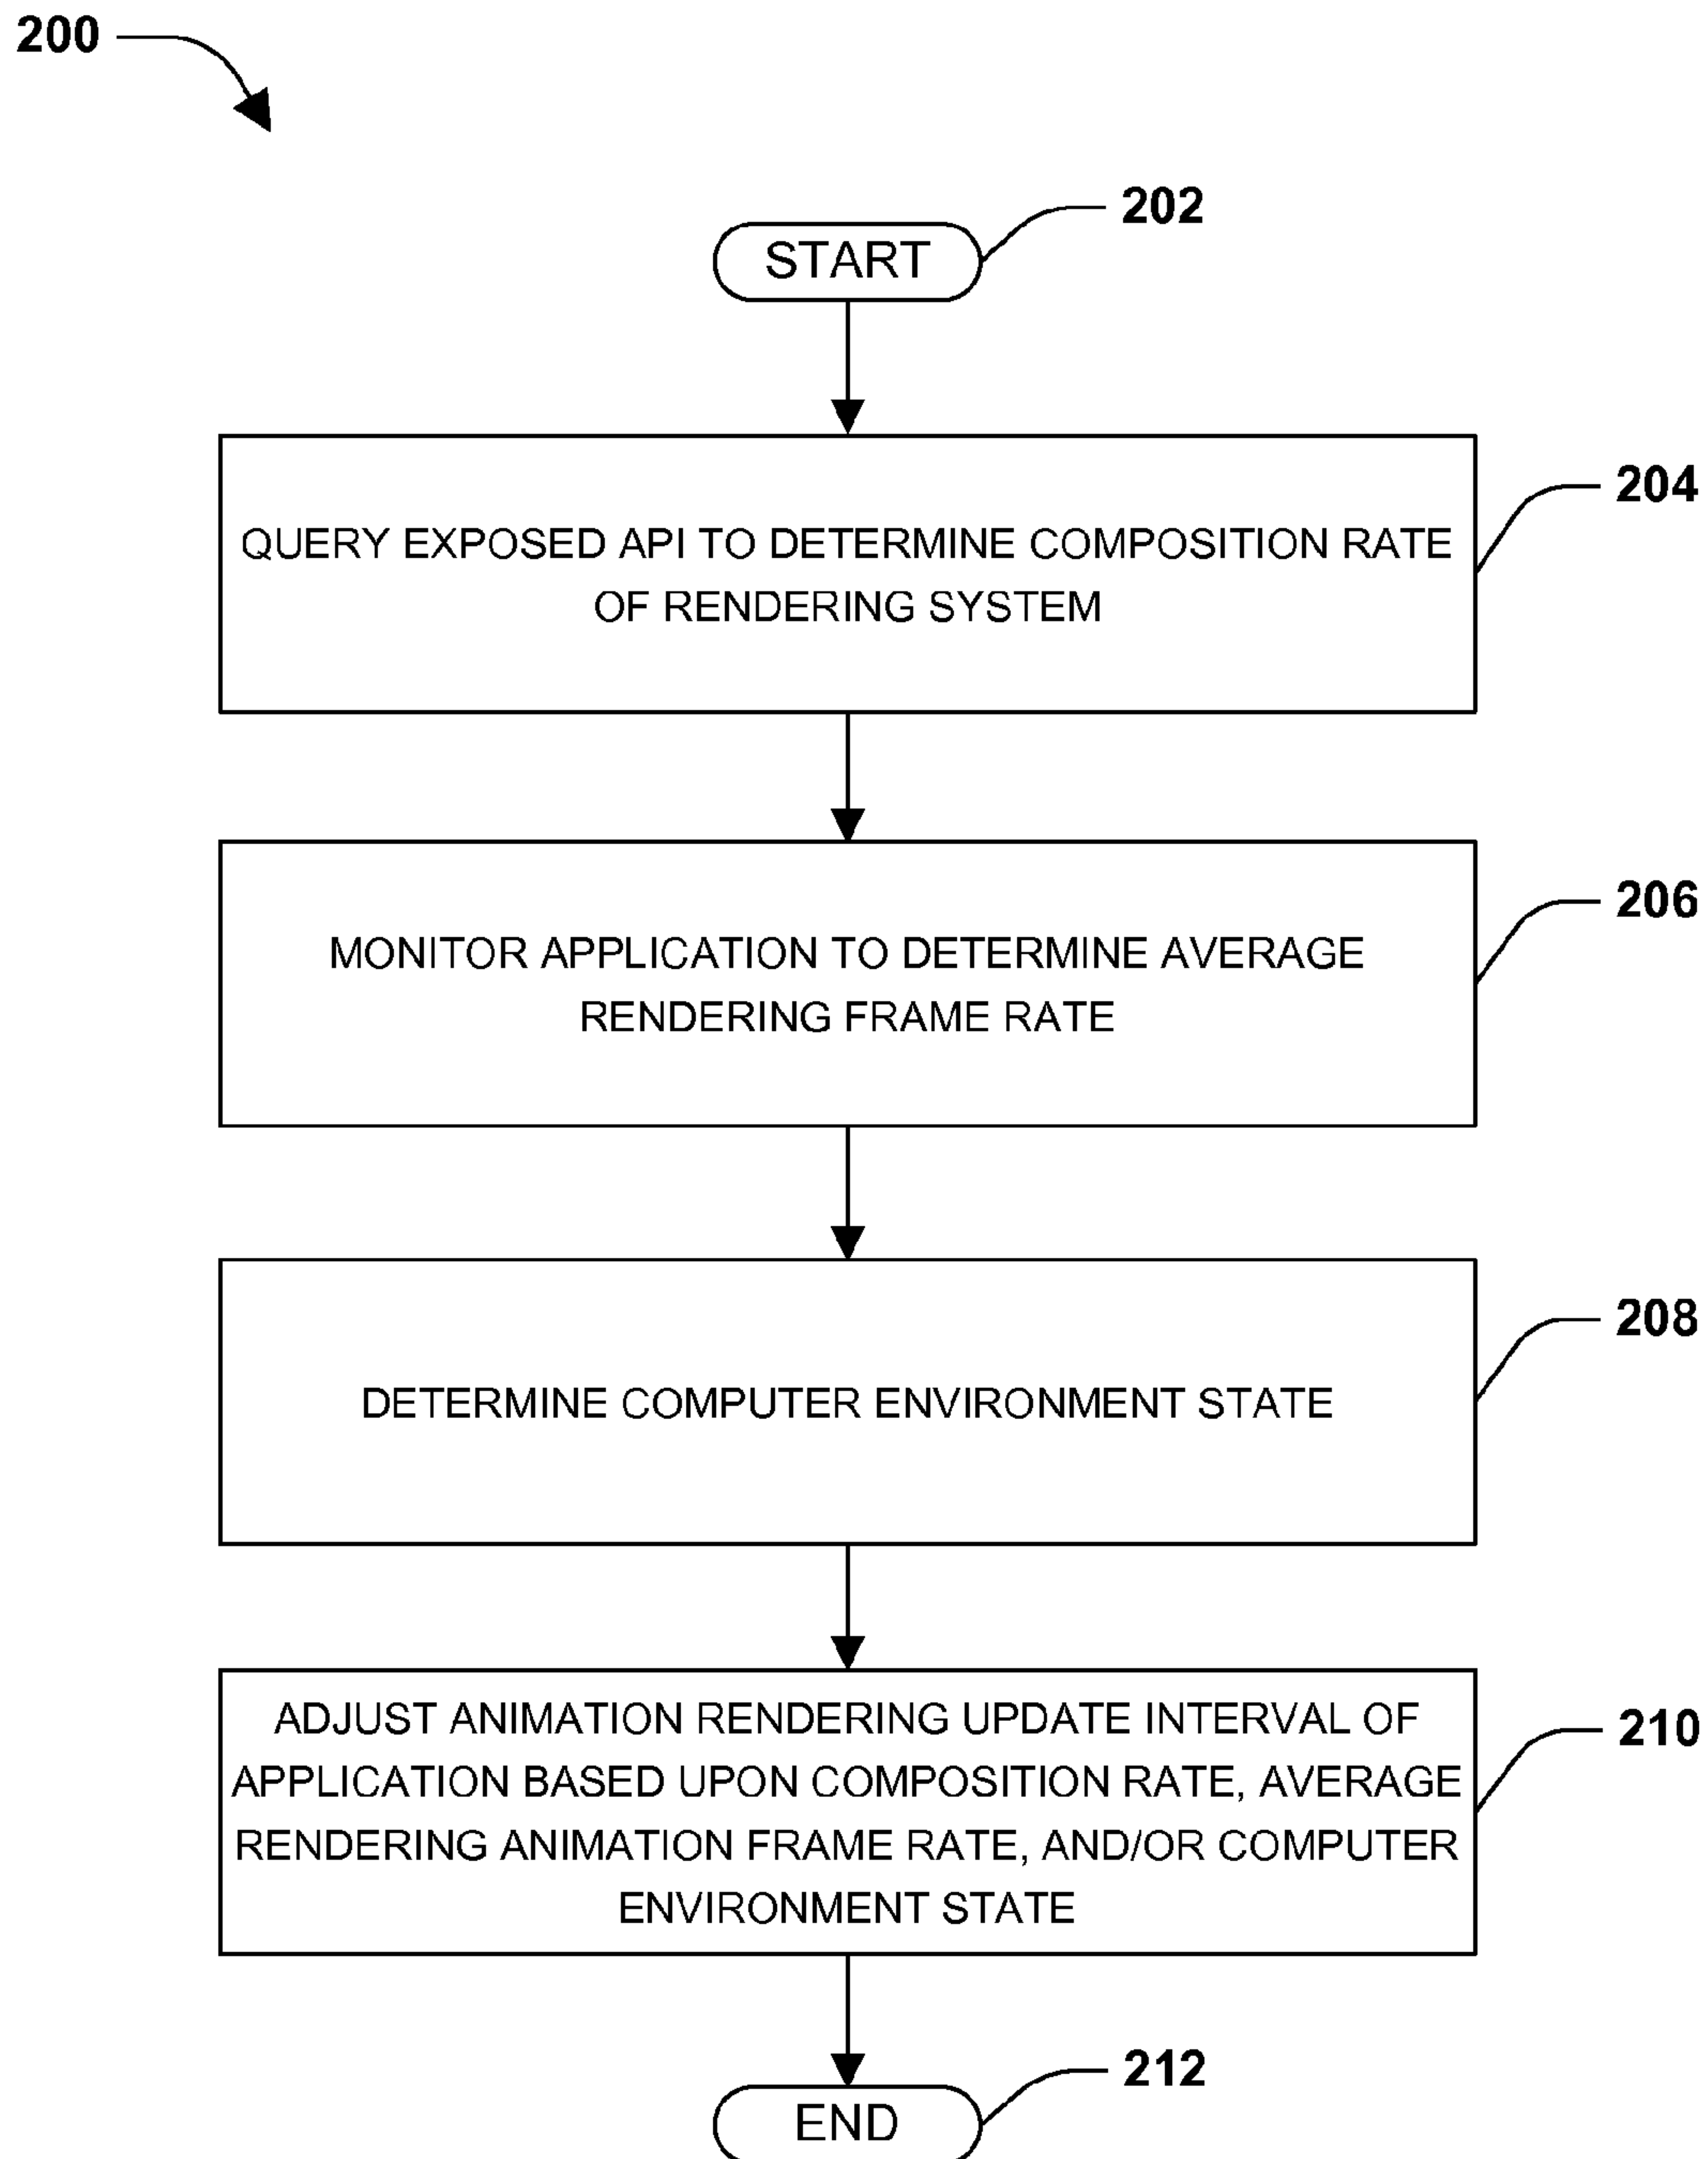 200
202
START
204
QUERY EXPOSED API TO DETERMINE COMPOSITION RATE
OF RENDERING SYSTEM
206
MONITOR APPLICATION TO DETERMINE AVERAGE
RENDERING FRAME RATE
208
DETERMINE COMPUTER ENVIRONMENT STATE
210
ADJUST ANIMATION RENDERING UPDATE INTERVAL OF
APPLICATION BASED UPON COMPOSITION RATE, AVERAGE
RENDERING ANIMATION FRAME RATE, AND/OR COMPUTER
ENVIRONMENT STATE
212
END